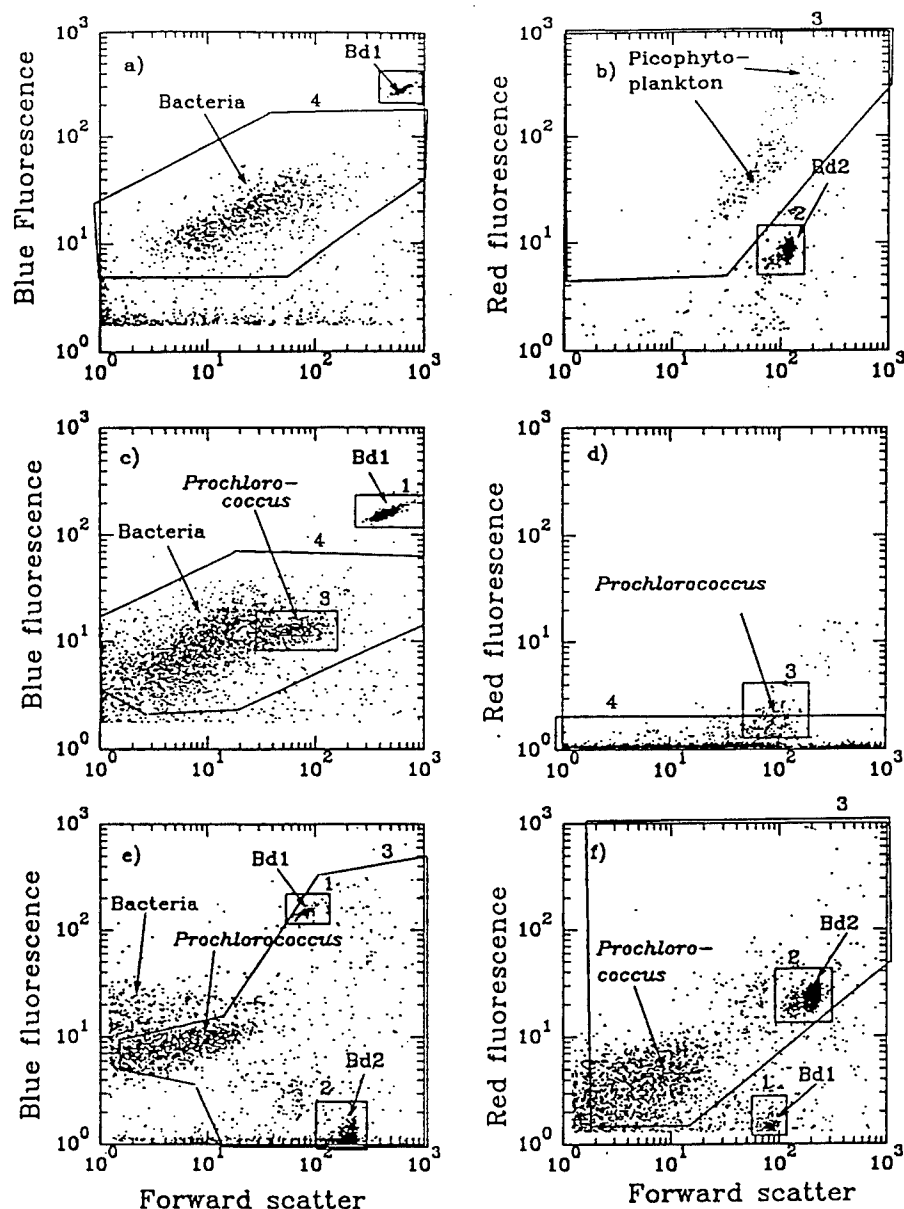 a)
Blue Fluorescence
10³
10²
10¹
10⁰
Bd1
4
Bacteria
10⁰ 10¹ 10² 10³
b)
Red fluorescence
10³
10²
10¹
10⁰
3
Picophyto-
plankton
Bd2
2
10⁰ 10¹ 10² 10³
c)
Blue fluorescence
10³
10²
10¹
10⁰
Bd1
1
Prochloro-
coccus
4
Bacteria
3
10⁰ 10¹ 10² 10³
d)
Red fluorescence
10³
10²
10¹
10⁰
Prochlorococcus
3
4
10⁰ 10¹ 10² 10³
e)
Blue fluorescence
10³
10²
10¹
10⁰
3
Bd1
1
Bacteria
Prochlorococcus
Bd2
2
10⁰ 10¹ 10² 10³
Forward scatter
f)
Red fluorescence
10³
10²
10¹
10⁰
3
Bd2
2
Prochloro-
coccus
1
Bd1
10⁰ 10¹ 10² 10³
Forward scatter